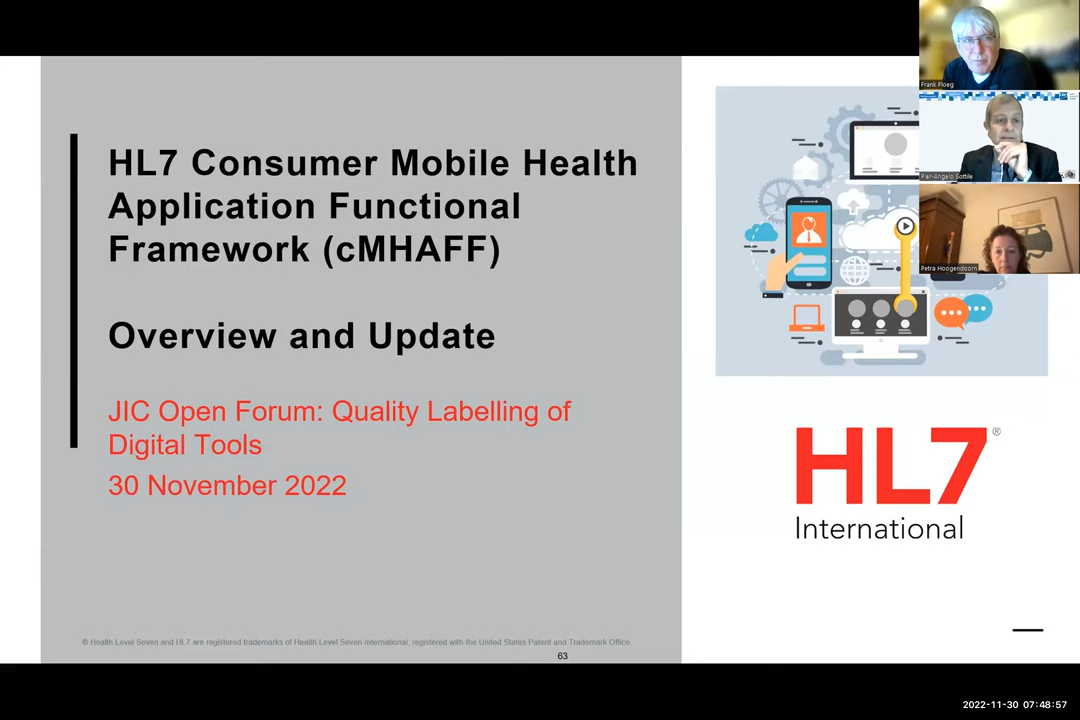 HL7 Consumer Mobile Health
Application Functional
Framework (cMHAFF)
Overview and Update
JIC Open Forum: Quality Labelling of
Digital Tools
30 November 2022
® Health Level Seven and HL7 are registered trademarks of Health Level Seven International, registered with the United States Patent and Trademark Office.
63
Frank Ploeg
Pier-Angelo Sottile
Petra Hoogendoorn
HL7®
International
2022-11-30 07:48:57